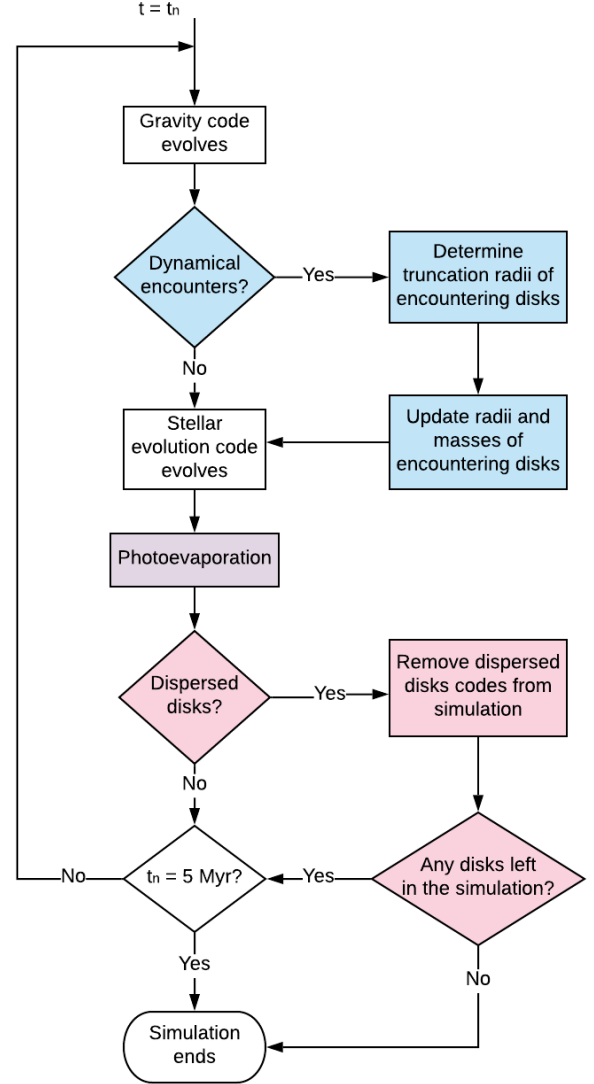 t = tn
Gravity code
evolves
Dynamical
encounters?
Yes
Determine
truncation radii of
encountering disks
No
Stellar
evolution code
evolves
Update radii and
masses of
encountering disks
Photoevaporation
Dispersed
disks?
Yes
Remove dispersed
disks codes from
simulation
No
No
tn = 5 Myr?
Yes
Any disks left
in the simulation?
Yes
No
Simulation
ends